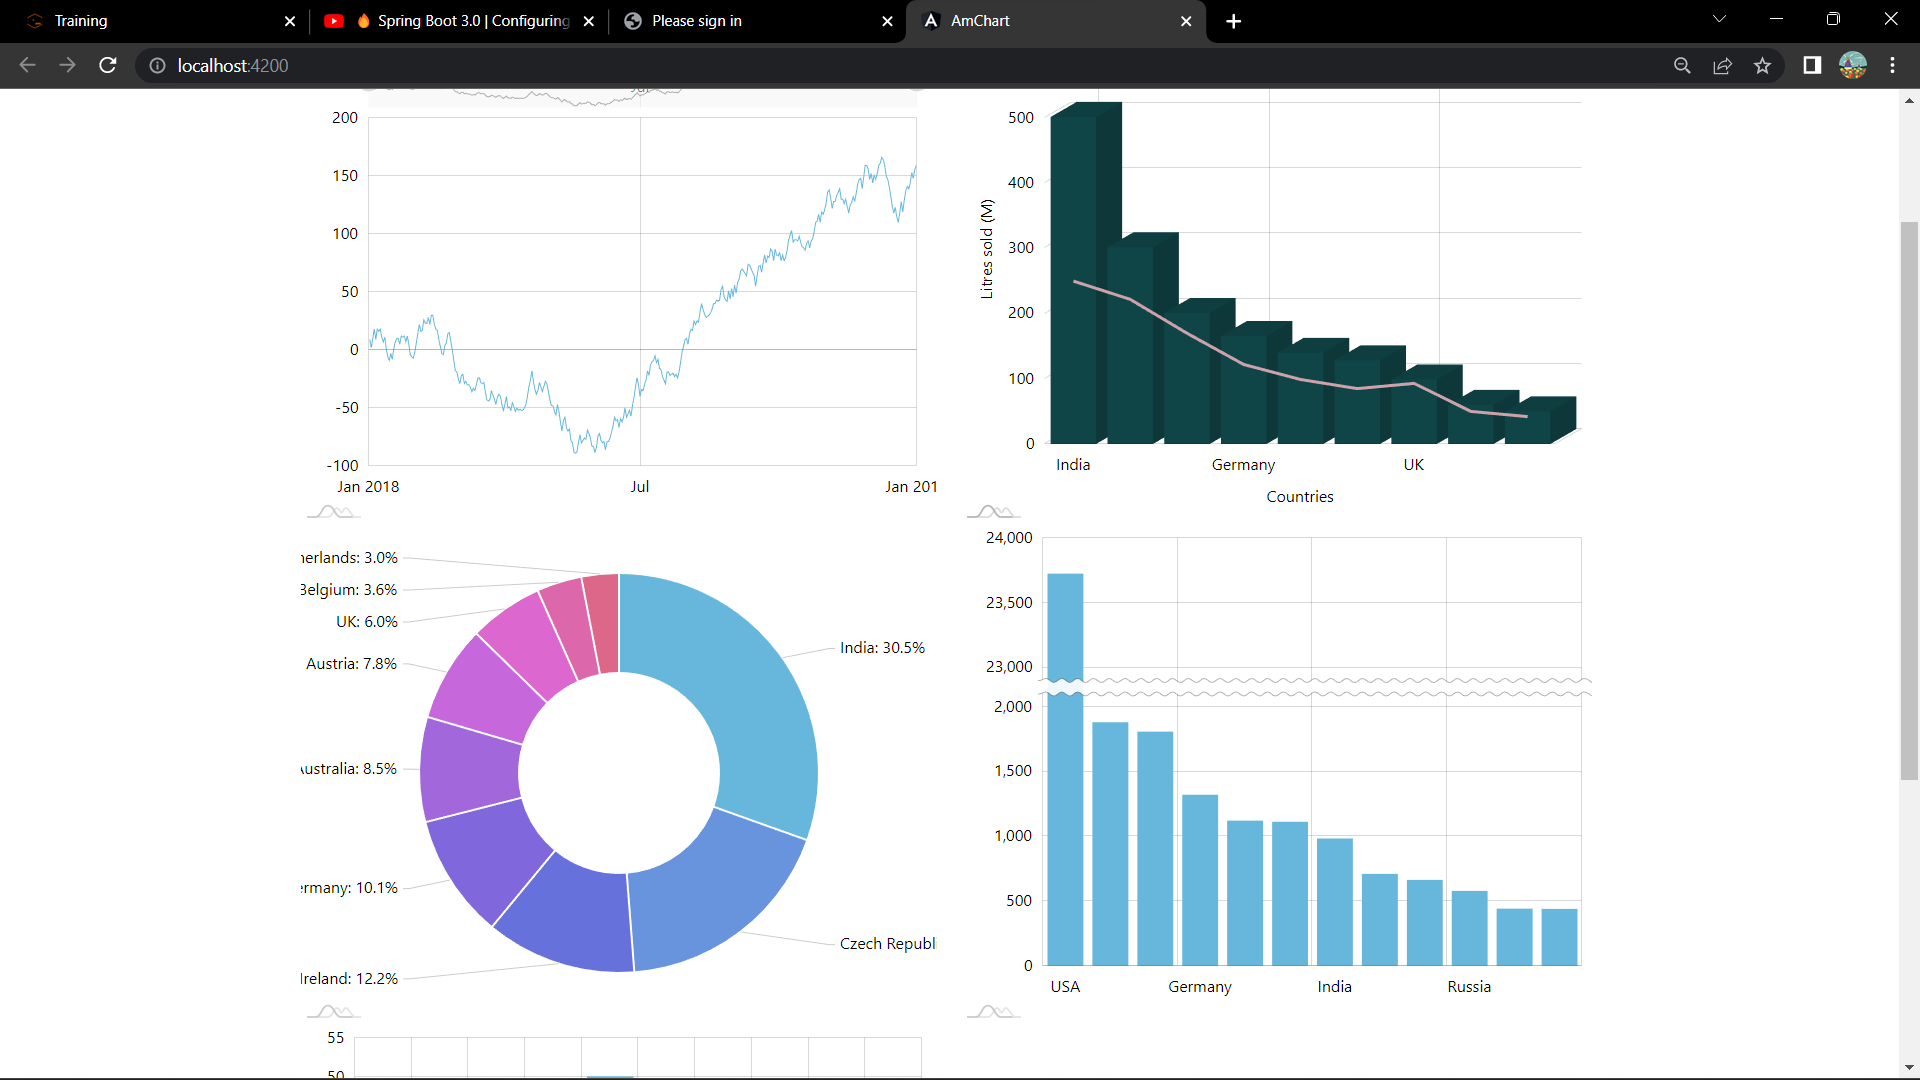 Training
Spring Boot 3.0 | Configuring
Please sign in
AmChart
localhost:4200
Jul
200
150
100
50
0
-50
-100
Jan 2018
Jul
Jan 201
500
400
300
200
100
0
Litres sold (M)
India
Germany
UK
Countries
herlands: 3.0%
Belgium: 3.6%
UK: 6.0%
Austria: 7.8%
ustralia: 8.5%
rmany: 10.1%
Ireland: 12.2%
India: 30.5%
Czech Republ
24,000
23,500
23,000
2,000
1,500
1,000
500
0
USA
Germany
India
Russia
55
50